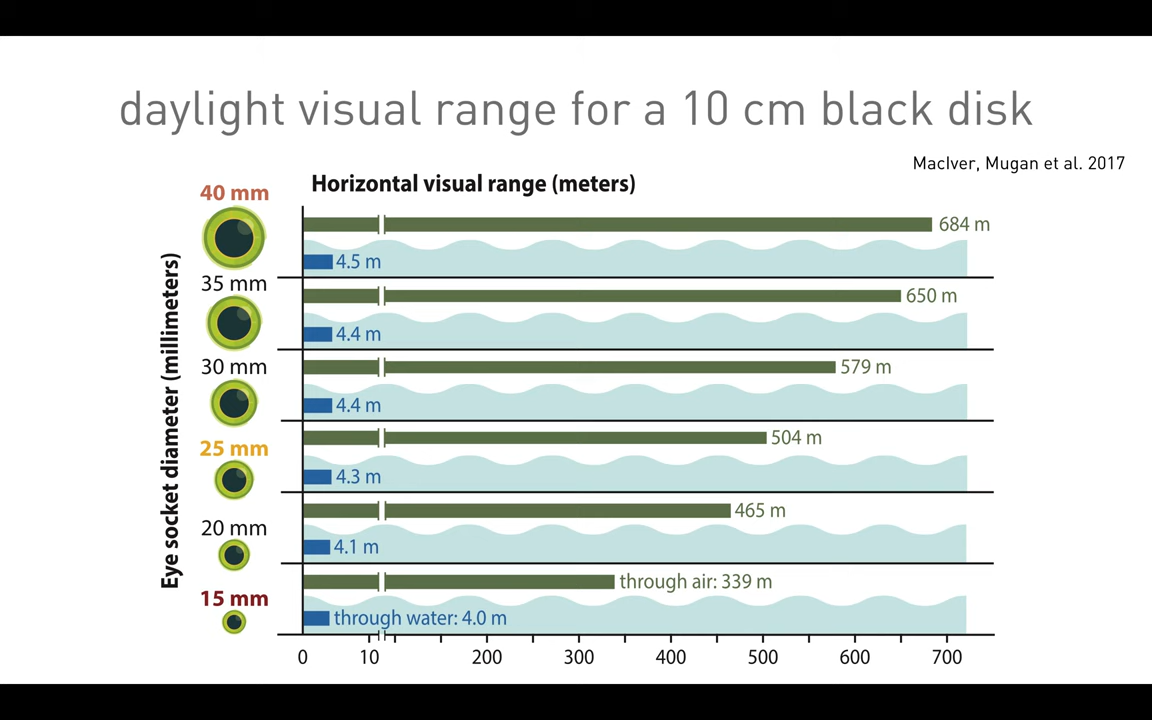 daylight visual range for a 10 cm black disk
MacIver, Mugan et al. 2017
Horizontal visual range (meters)
Eye socket diameter (millimeters)
40 mm
684 m
4.5 m
35 mm
650 m
4.4 m
30 mm
579 m
4.4 m
25 mm
504 m
4.3 m
20 mm
465 m
4.1 m
15 mm
through air: 339 m
through water: 4.0 m
0 10 200 300 400 500 600 700